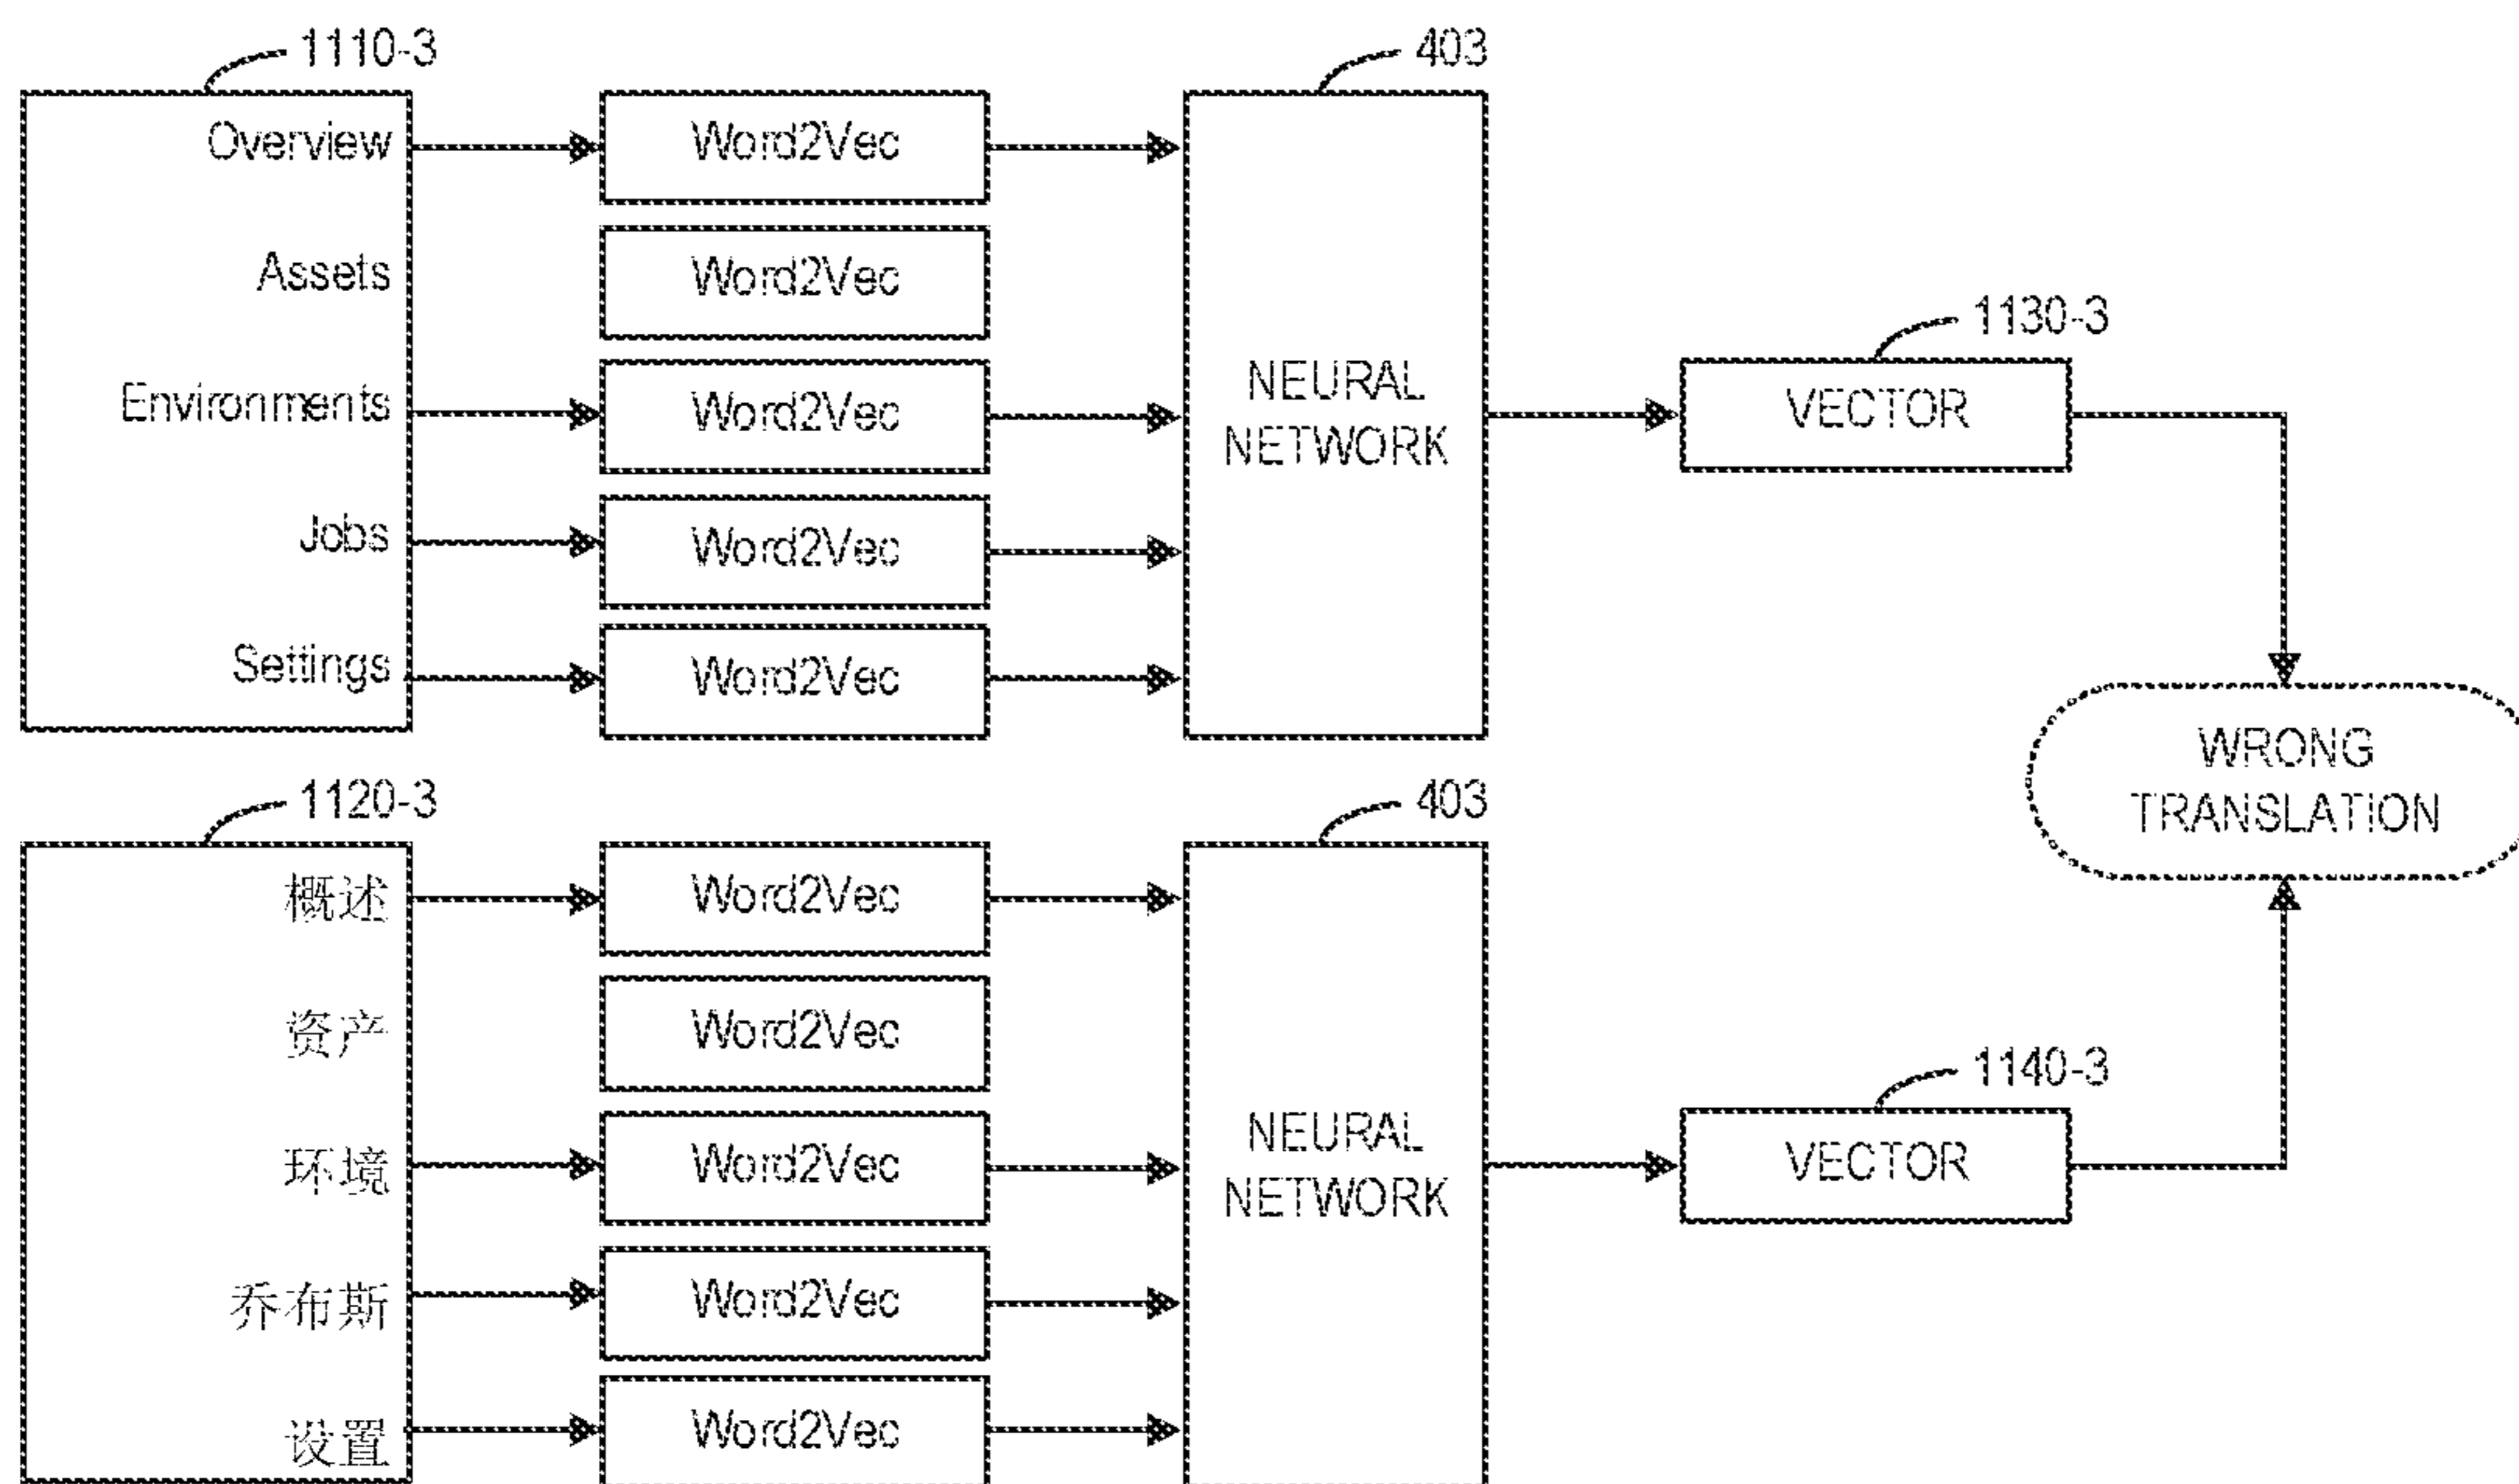 1110-3
403
Overview
Word2Vec
Assets
Word2Vec
Environments
Word2Vec
Jobs
Word2Vec
Settings
Word2Vec
NEURAL
NETWORK
1130-3
VECTOR
WRONG
TRANSLATION
1120-3
403
概述
Word2Vec
资产
Word2Vec
环境
Word2Vec
乔布斯
Word2Vec
设置
Word2Vec
NEURAL
NETWORK
1140-3
VECTOR